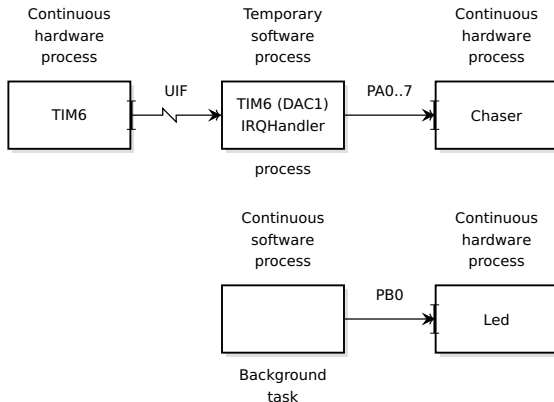 Continuous
hardware
process
Temporary
software
process
Continuous
hardware
process
TIM6
UIF
TIM6 (DAC1)
IRQHandler
PA0..7
Chaser
process
Continuous
software
process
Continuous
hardware
process
PB0
Led
Background
task